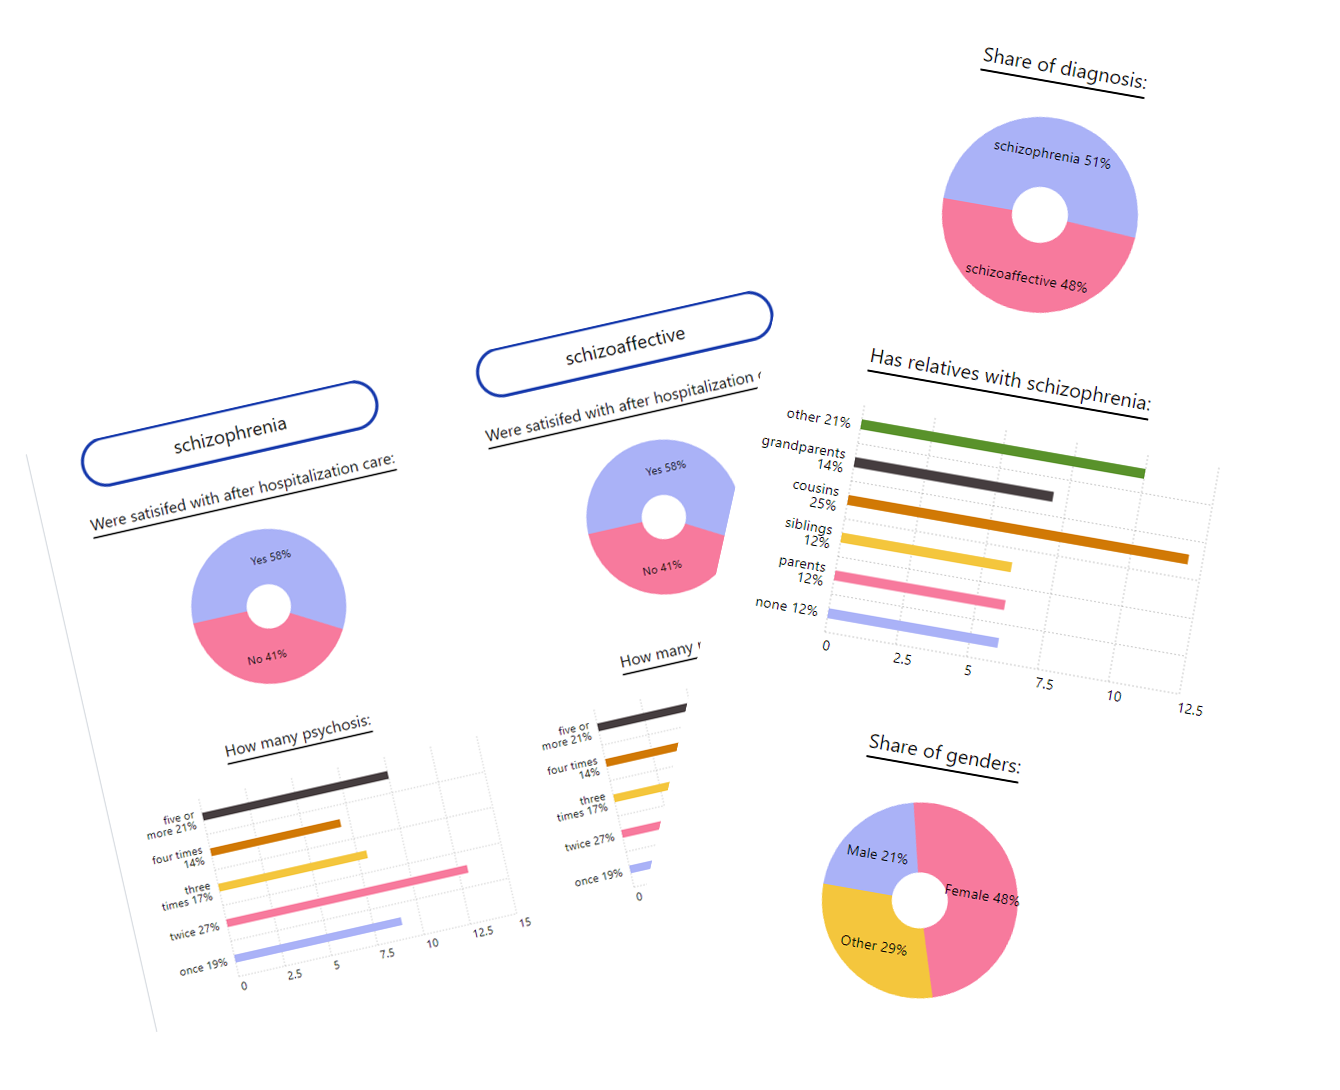 schizophrenia
Were satisifed with after hospitalization care:
Yes 58%
No 41%
How many psychosis:
five or
more 21%
four times
14%
three
times 17%
twice 27%
once 19%
0
2.5
5
7.5
10
12.5
15
schizoaffective
Were satisifed with after hospitalization
Yes 58%
No 41%
How many
five or
more 21%
four times
14%
three
times 17%
twice 27%
once 19%
0
Share of diagnosis:
schizophrenia 51%
schizoaffective 48%
Has relatives with schizophrenia:
other 21%
grandparents
14%
cousins
25%
siblings
12%
parents
12%
none 12%
0
2.5
5
7.5
10
12.5
Share of genders:
Male 21%
Female 48%
Other 29%